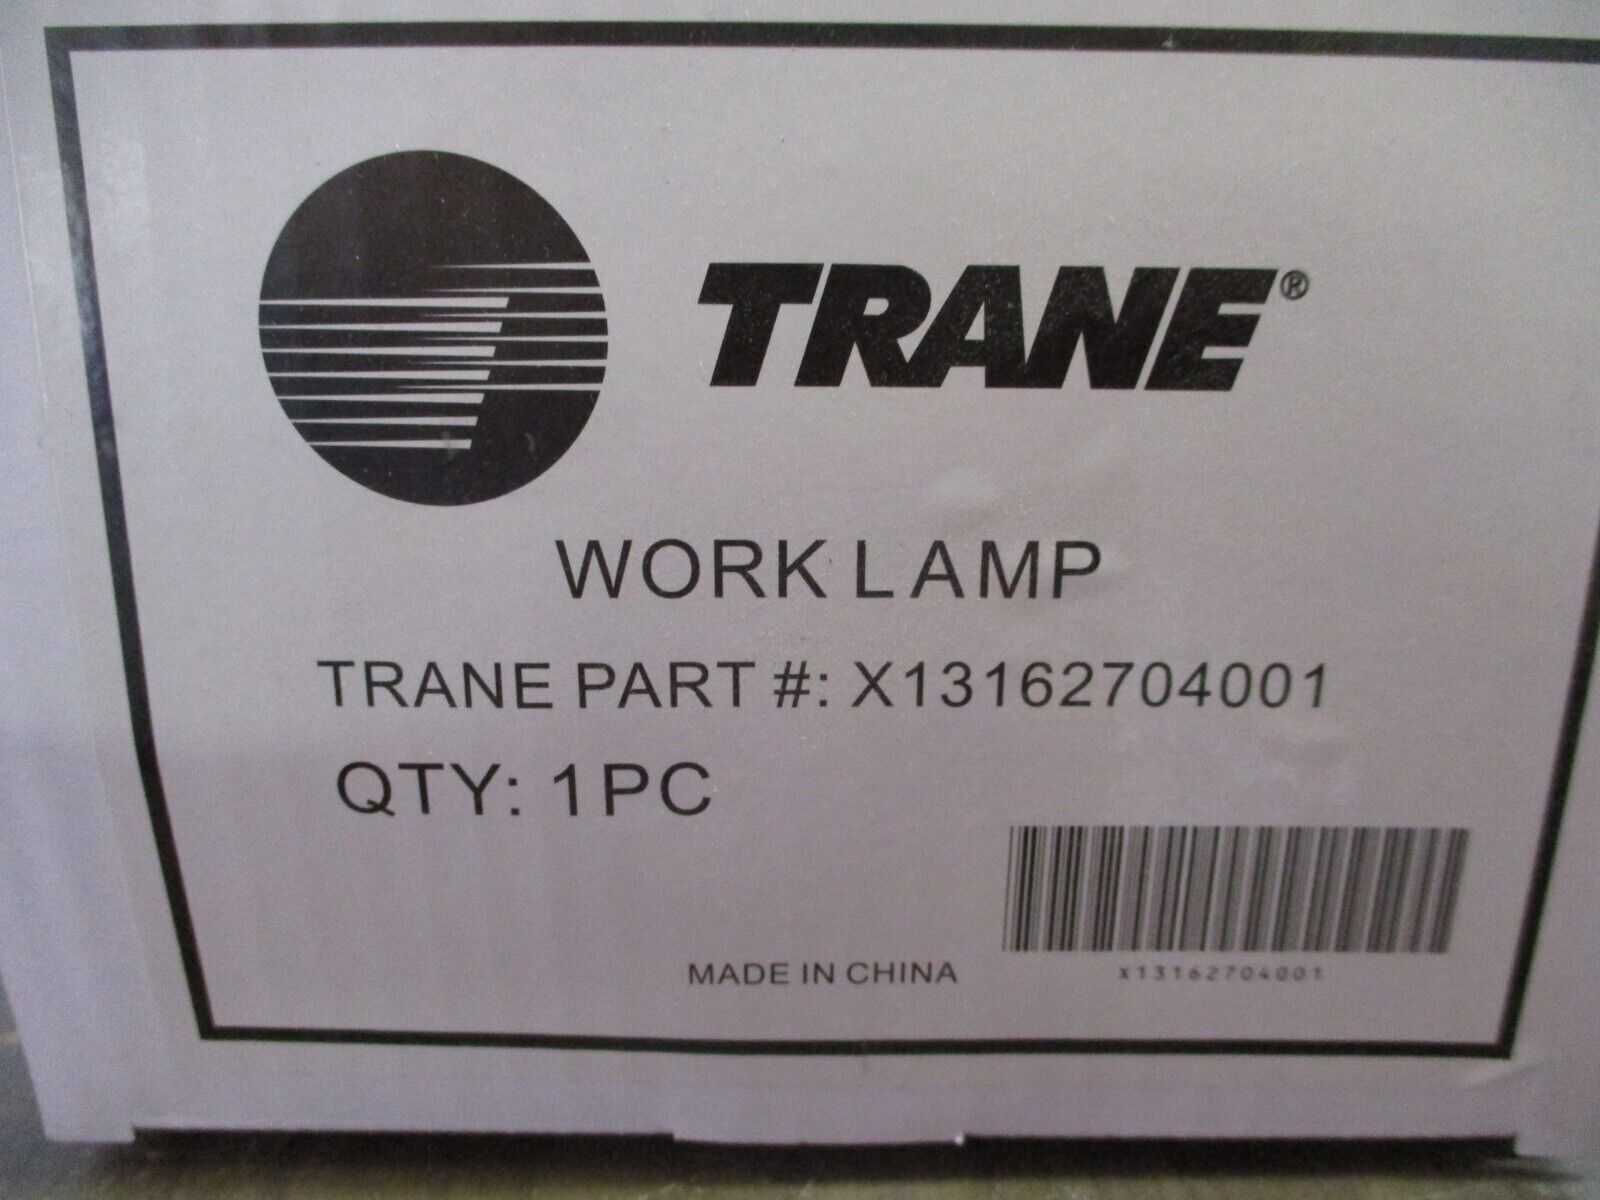 TRANE®
WORK LAMP
TRANE PART #: X13162704001
QTY: 1PC
MADE IN CHINA
X13162704001